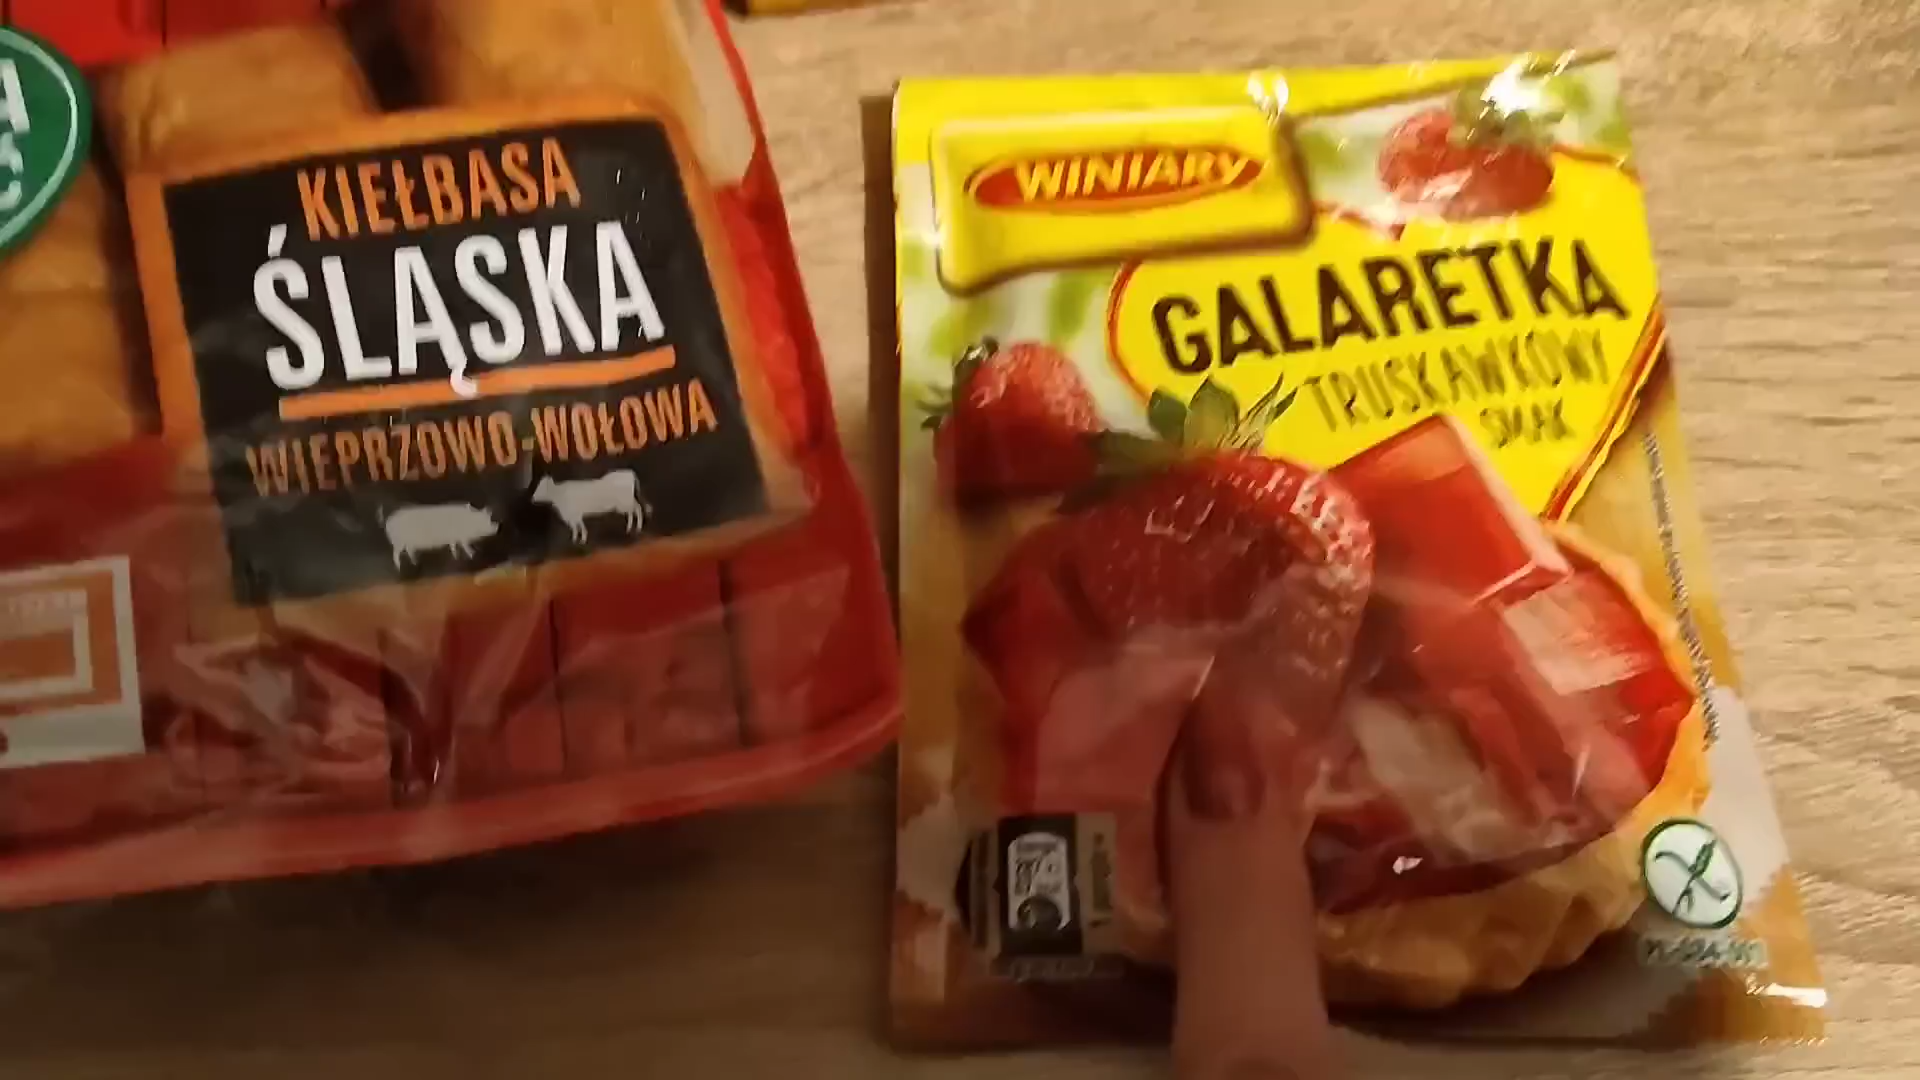 KIEŁBASA
ŚLĄSKA
WIEPRZOWO-WOŁOWA
WINIARY
GALARETKA
TRUSKAWKOWY
SMAK